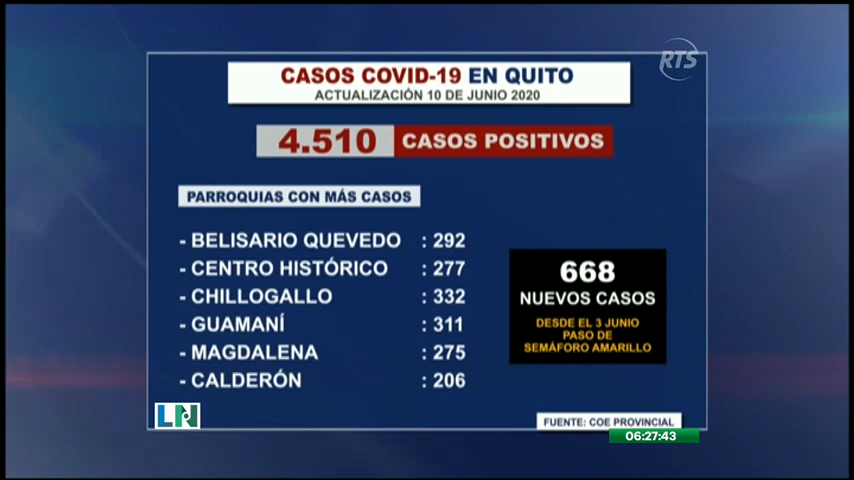 RTS
CASOS COVID-19 EN QUITO
ACTUALIZACIÓN 10 DE JUNIO 2020
4.510 CASOS POSITIVOS
PARROQUIAS CON MÁS CASOS
- BELISARIO QUEVEDO : 292
- CENTRO HISTÓRICO : 277
- CHILLOGALLO : 332
- GUAMANÍ : 311
- MAGDALENA : 275
- CALDERÓN : 206
668
NUEVOS CASOS
DESDE EL 3 JUNIO
PASO DE
SEMÁFORO AMARILLO
LN
FUENTE: COE PROVINCIAL
06:27:43